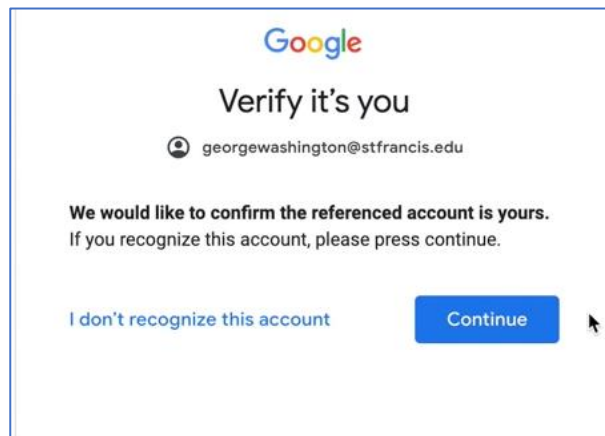 Google
Verify it's you
georgewashington@stfrancis.edu
We would like to confirm the referenced account is yours.
If you recognize this account, please press continue.
I don't recognize this account
Continue